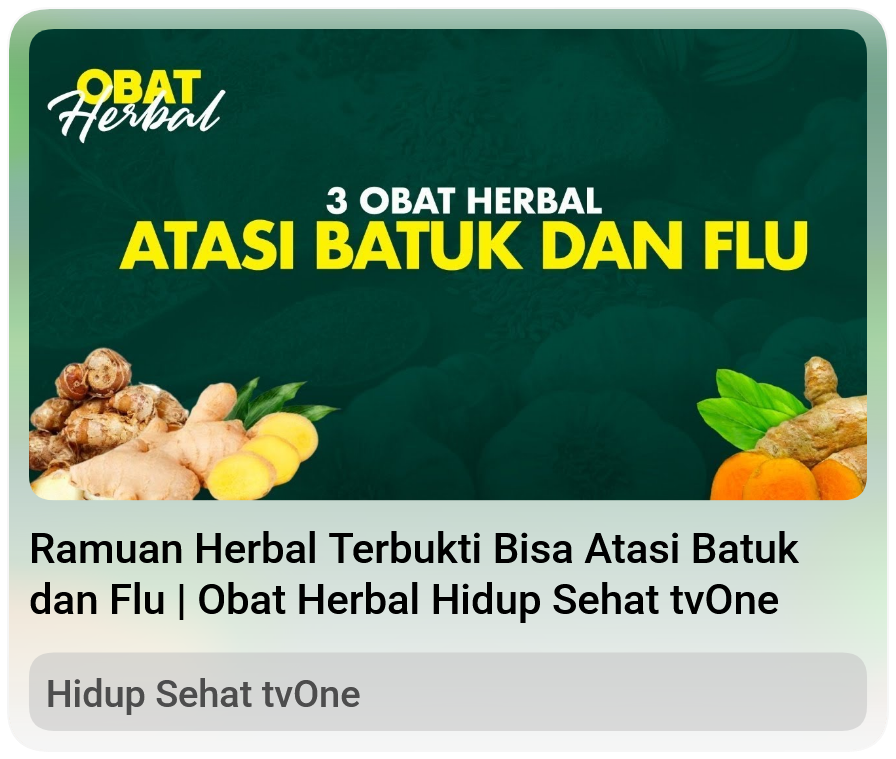 OBAT
Herbal
3 OBAT HERBAL
ATASI BATUK DAN FLU
Ramuan Herbal Terbukti Bisa Atasi Batuk
dan Flu | Obat Herbal Hidup Sehat tvOne
Hidup Sehat tvOne